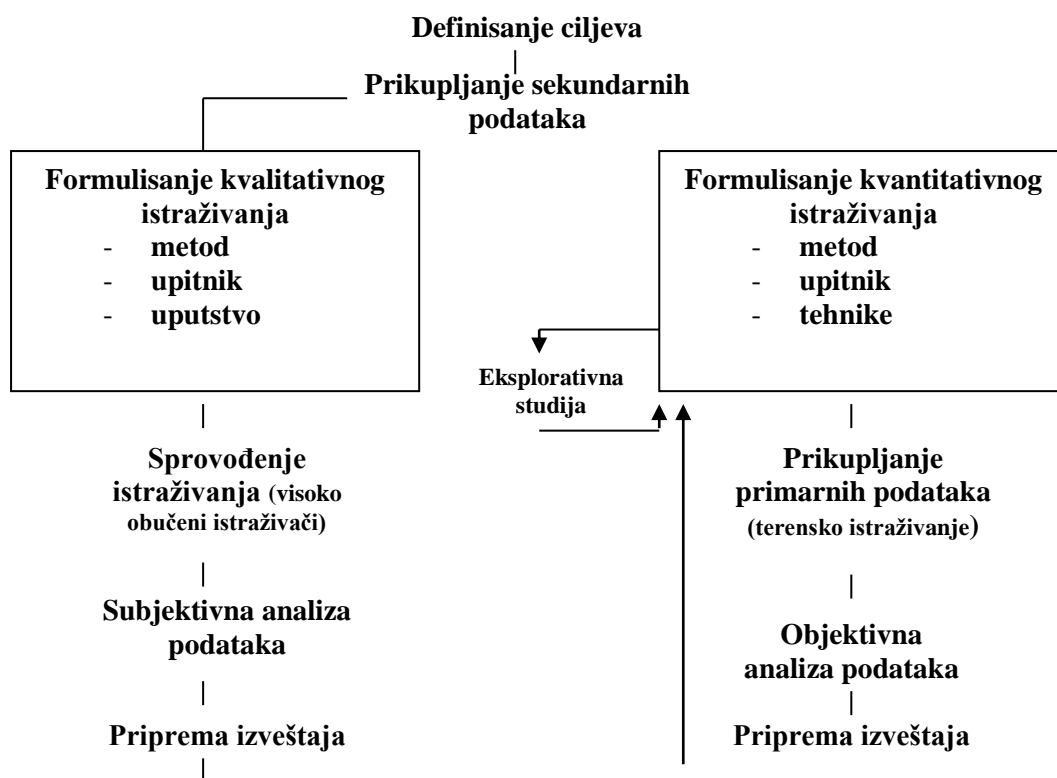 Definisanje ciljeva
Prikupljanje sekundarnih
podataka
Formulisanje kvalitativnog
istraživanja
- metod
- upitnik
- uputstvo
Formulisanje kvantitativnog
istraživanja
- metod
- upitnik
- tehnike
Eksplorativna
studija
Sprovođenje
istraživanja (visoko
obučeni istraživači)
Prikupljanje
primarnih podataka
(terensko istraživanje)
Subjektivna analiza
podataka
Objektivna
analiza podataka
Priprema izveštaja
Priprema izveštaja